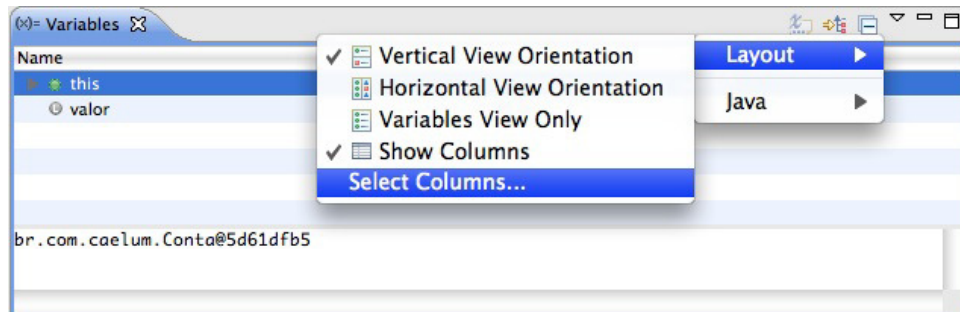 (x)= Variables
Name
this
valor
Vertical View Orientation
Horizontal View Orientation
Variables View Only
Show Columns
Select Columns...
Layout
Java
br.com.caelum.Conta@5d61dfb5